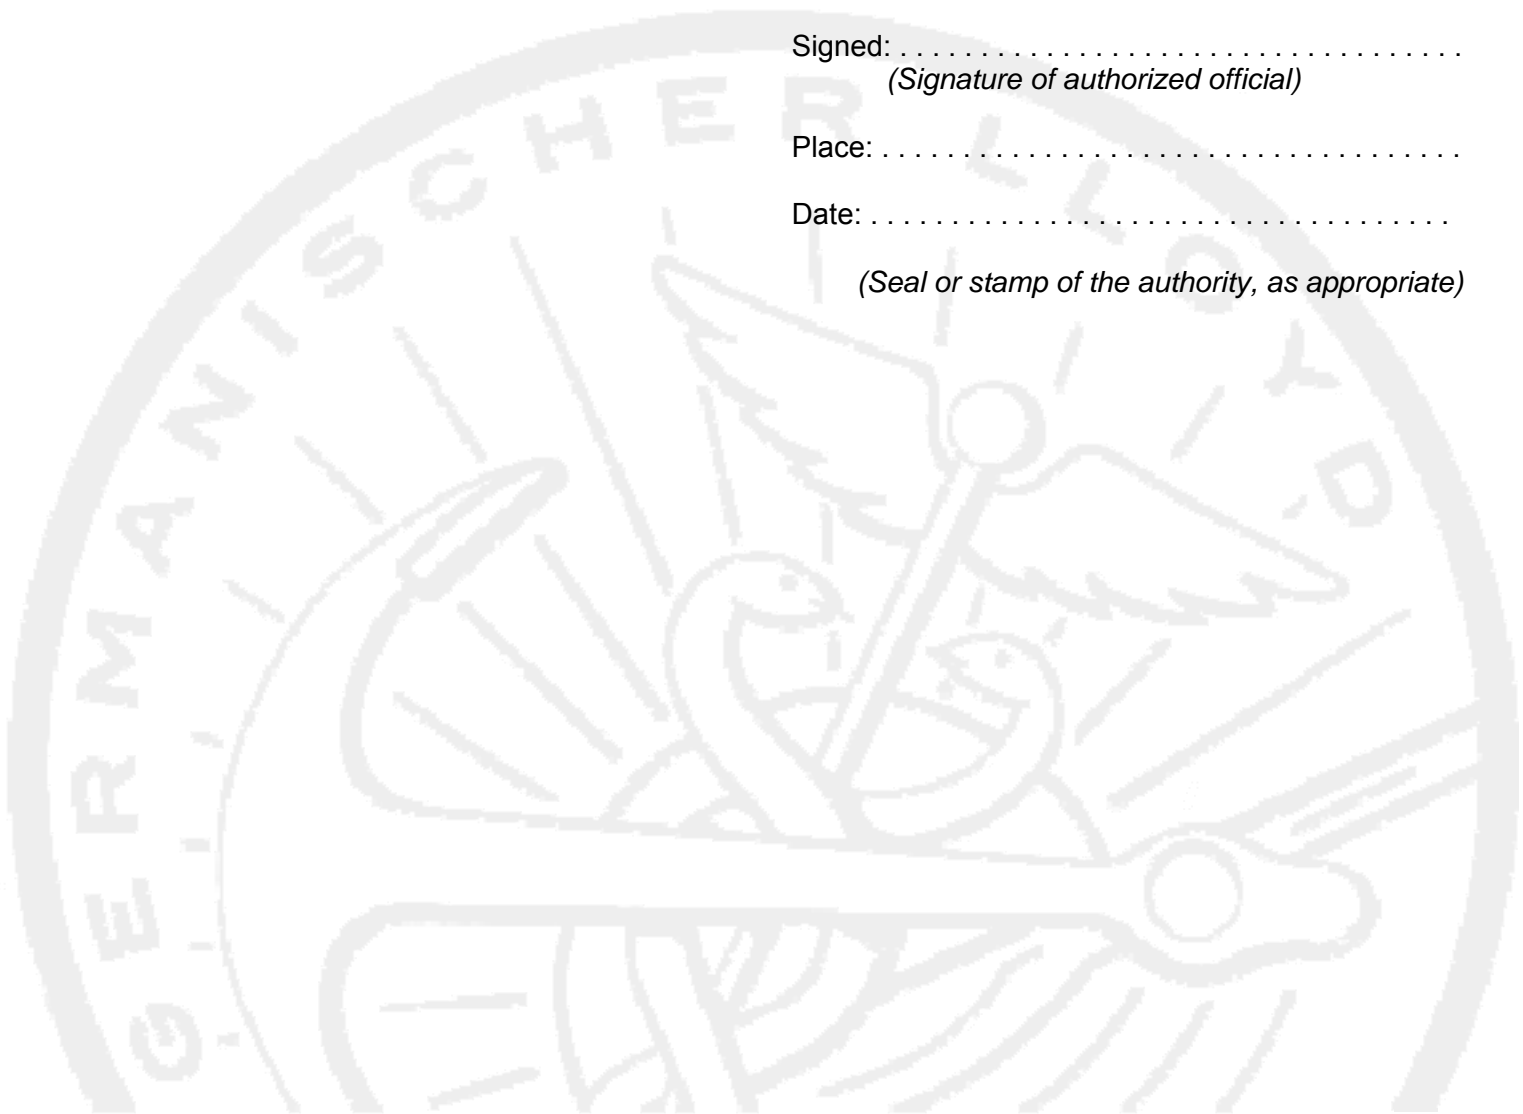 Signed: . . . . . . . . . . . . . . . . . . . . . . . . . . . . . . . . . . .
(Signature of authorized official)
Place: . . . . . . . . . . . . . . . . . . . . . . . . . . . . . . . . . . . .
Date: . . . . . . . . . . . . . . . . . . . . . . . . . . . . . . . . . . . .
(Seal or stamp of the authority, as appropriate)
GERMANISCHER LLOYD